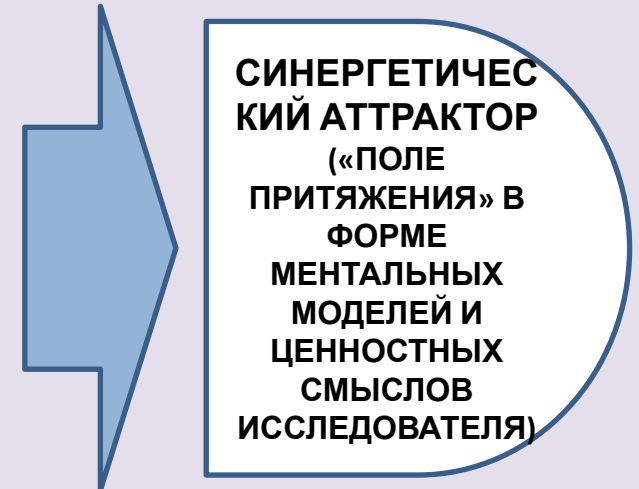 СИНЕРГЕТИЧЕС
КИЙ АТТРАКТОР
(«ПОЛЕ
ПРИТЯЖЕНИЯ» В
ФОРМЕ
МЕНТАЛЬНЫХ
МОДЕЛЕЙ И
ЦЕННОСТНЫХ
СМЫСЛОВ
ИССЛЕДОВАТЕЛЯ)